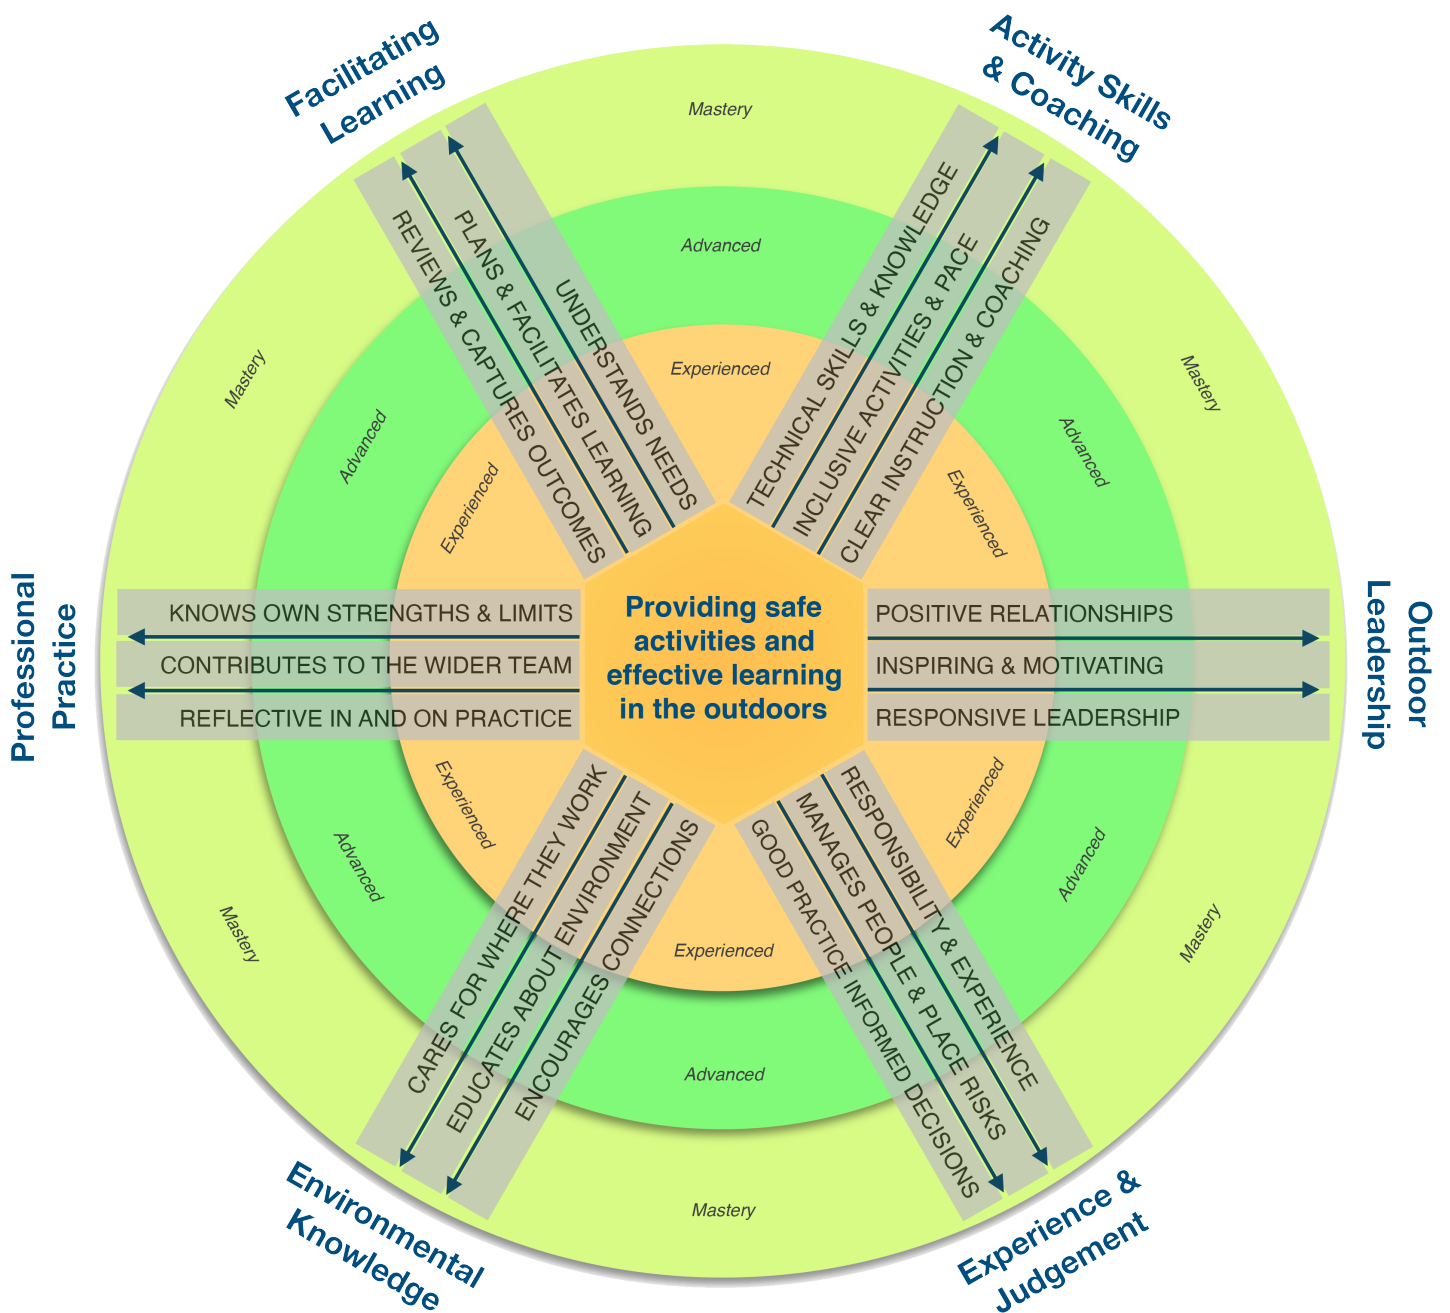 Facilitating
Learning
Activity Skills
& Coaching
Outdoor
Leadership
Experience &
Judgement
Environmental
Knowledge
Professional
Practice
Providing safe
activities and
effective learning
in the outdoors
REVIEWS & CAPTURES OUTCOMES
PLANS & FACILITATES LEARNING
UNDERSTANDS NEEDS
TECHNICAL SKILLS & KNOWLEDGE
INCLUSIVE ACTIVITIES & PACE
CLEAR INSTRUCTION & COACHING
POSITIVE RELATIONSHIPS
INSPIRING & MOTIVATING
RESPONSIVE LEADERSHIP
RESPONSIBILITY & EXPERIENCE
MANAGES PEOPLE & PLACE RISKS
GOOD PRACTICE INFORMED DECISIONS
CARES FOR WHERE THEY WORK
EDUCATES ABOUT ENVIRONMENT
ENCOURAGES CONNECTIONS
KNOWS OWN STRENGTHS & LIMITS
CONTRIBUTES TO THE WIDER TEAM
REFLECTIVE IN AND ON PRACTICE
Mastery
Advanced
Experienced
Mastery
Advanced
Experienced
Mastery
Advanced
Experienced
Mastery
Advanced
Experienced
Mastery
Advanced
Experienced
Mastery
Advanced
Experienced